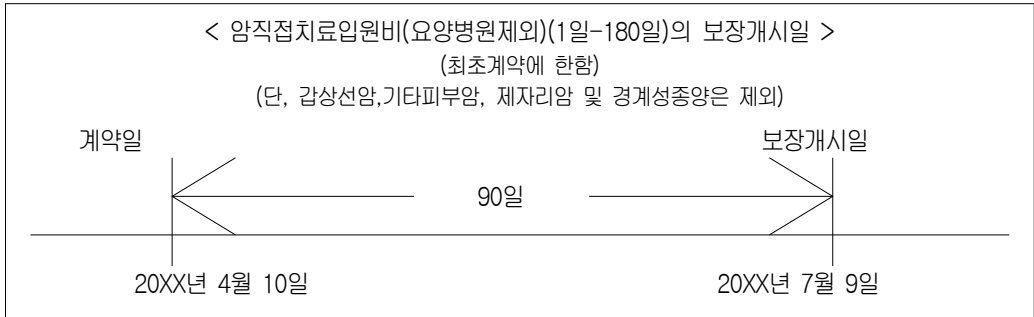 < 암직접치료입원비(요양병원제외)(1일-180일)의 보장개시일 >
(최초계약에 한함)
(단, 갑상선암,기타피부암, 제자리암 및 경계성종양은 제외)
계약일 보장개시일
90일
20XX년 4월 10일 20XX년 7월 9일